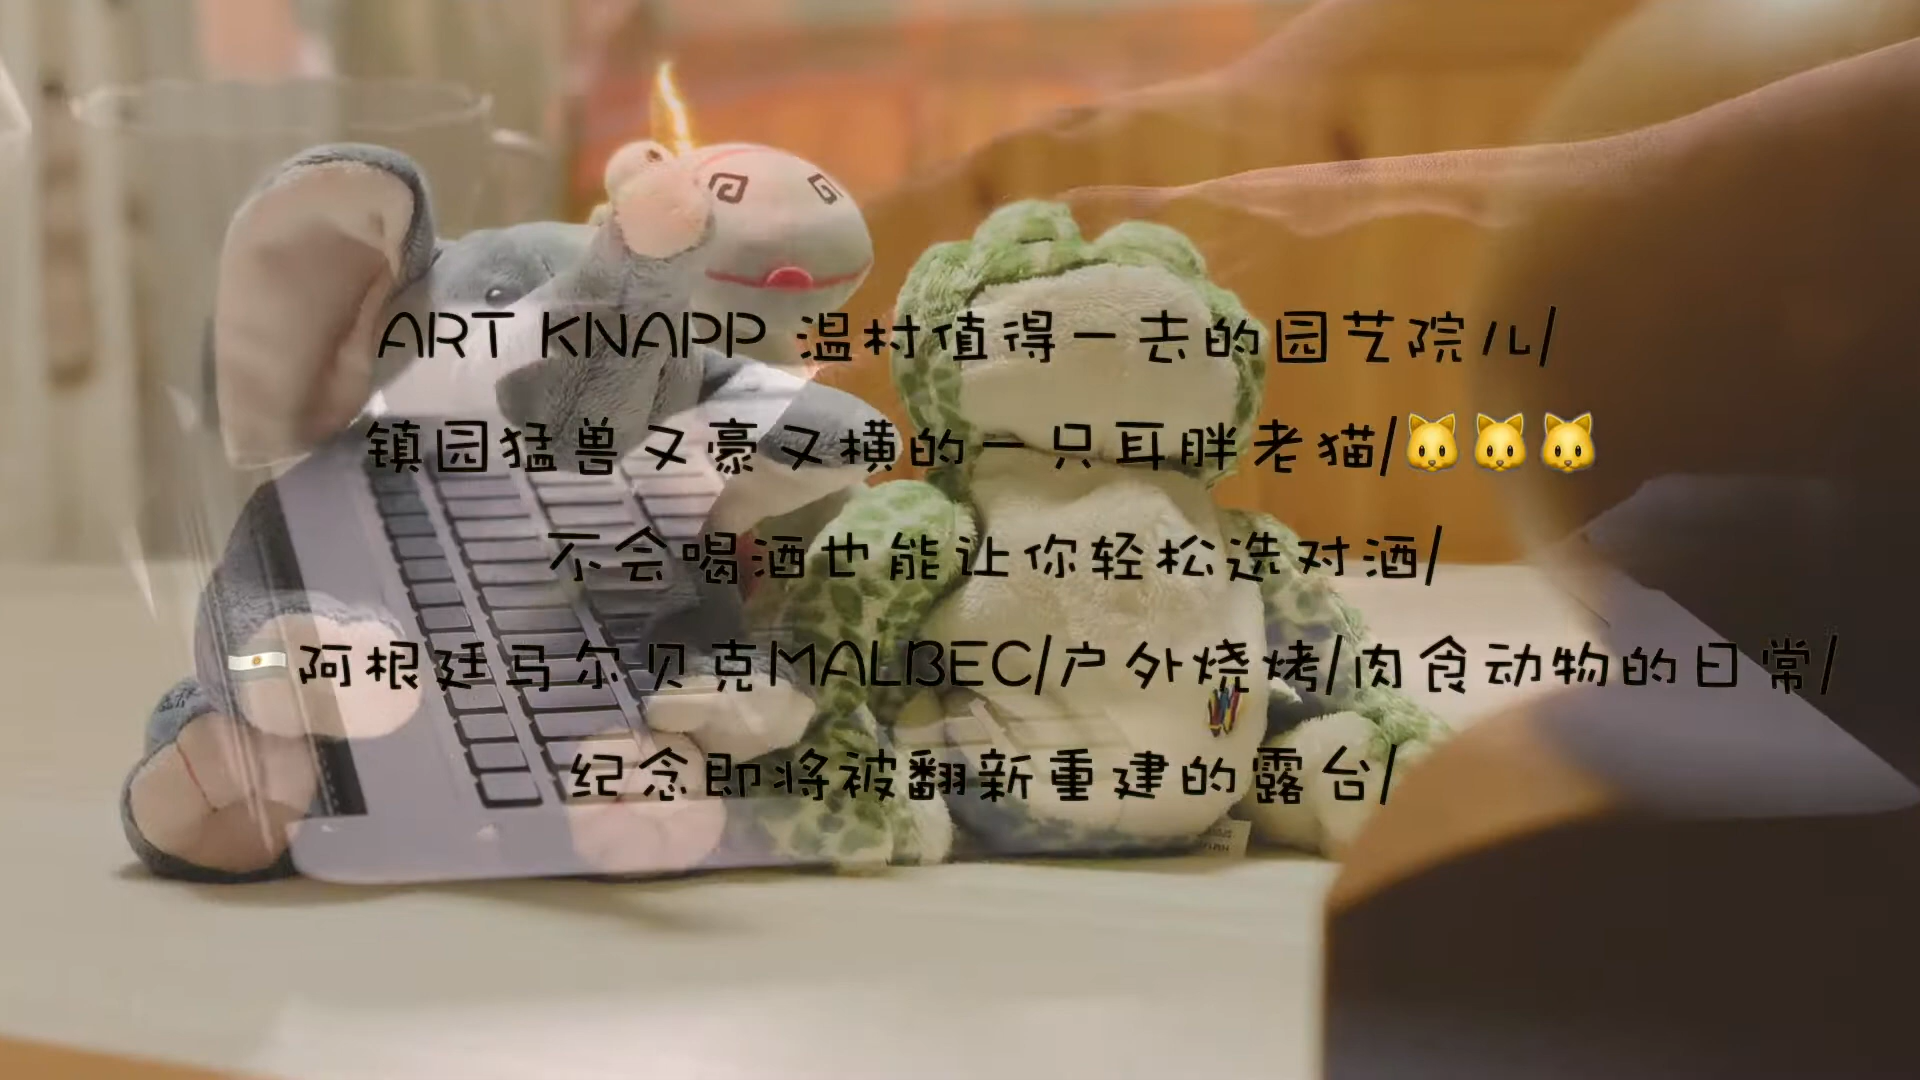 ART KNAPP 温村值得一去的园艺院儿/
镇园猛兽又豪又横的一只耳胖老猫/🐱🐱🐱
不会喝酒也能让你轻松选对酒/
🇦🇷阿根廷马尔贝克MALBEC/户外烧烤/肉食动物的日常/
纪念即将被翻新重建的露台/